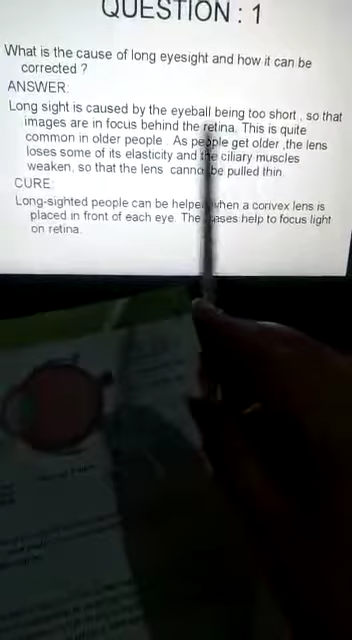 QUESTION : 1
What is the cause of long eyesight and how it can be
corrected ?
ANSWER:
Long sight is caused by the eyeball being too short , so that
images are in focus behind the retina. This is quite
common in older people . As people get older ,the lens
loses some of its elasticity and the ciliary muscles
weaken, so that the lens be pulled thin.
CURE:
Long-sighted people can be when a convex lens is
placed in front of each eye. The help to focus light
on retina.